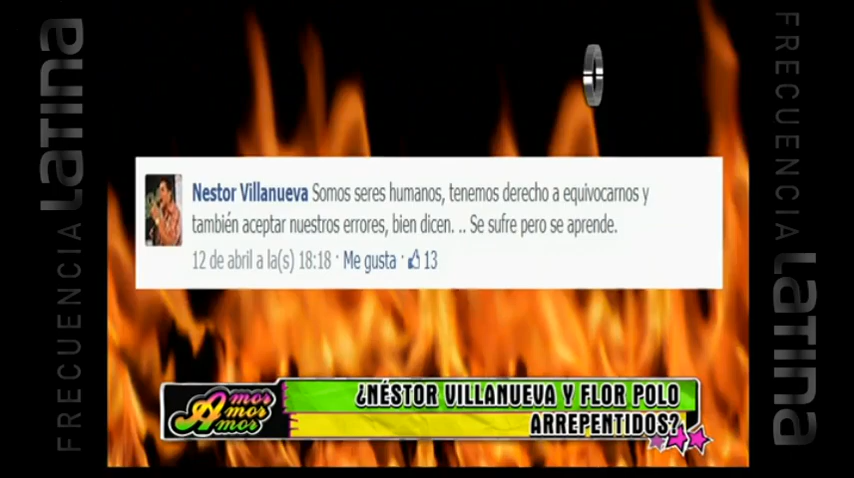 FRECUENCIA LATINA
Nestor Villanueva Somos seres humanos, tenemos derecho a equivocarnos y
también aceptar nuestros errores, bien dicen. .. Se sufre pero se aprende.
12 de abril a la(s) 18:18 · Me gusta · 13
Amor
Amor
Amor
¿NÉSTOR VILLANUEVA Y FLOR POLO
ARREPENTIDOS?
FRECUENCIA LATINA